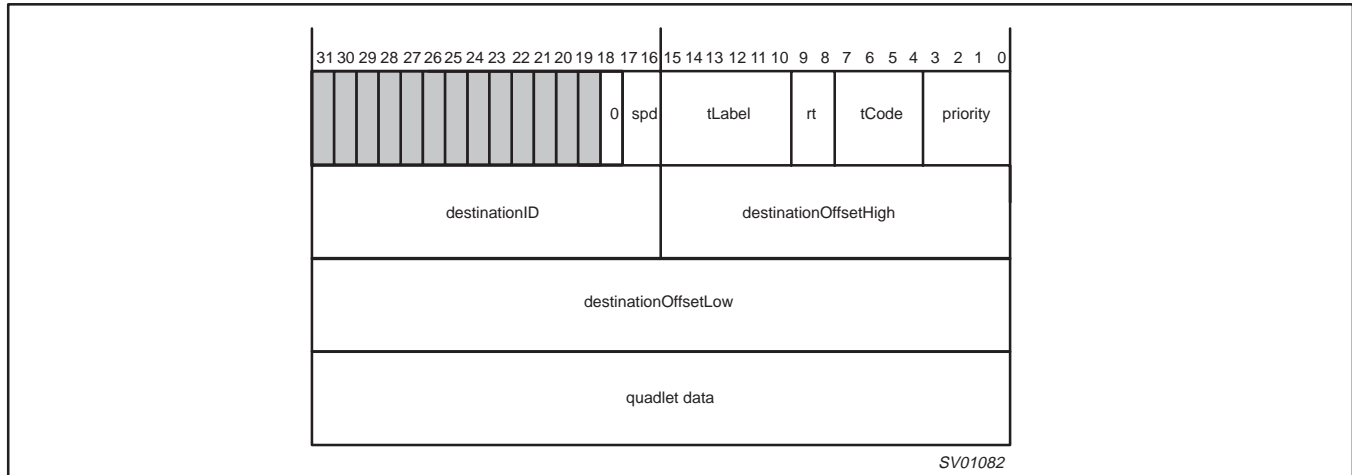 31 30 29 28 27 26 25 24 23 22 21 20 19 18 17 16 15 14 13 12 11 10 9 8 7 6 5 4 3 2 1 0
0 spd tLabel rt tCode priority
destinationID destinationOffsetHigh
destinationOffsetLow
quadlet data
SV01082